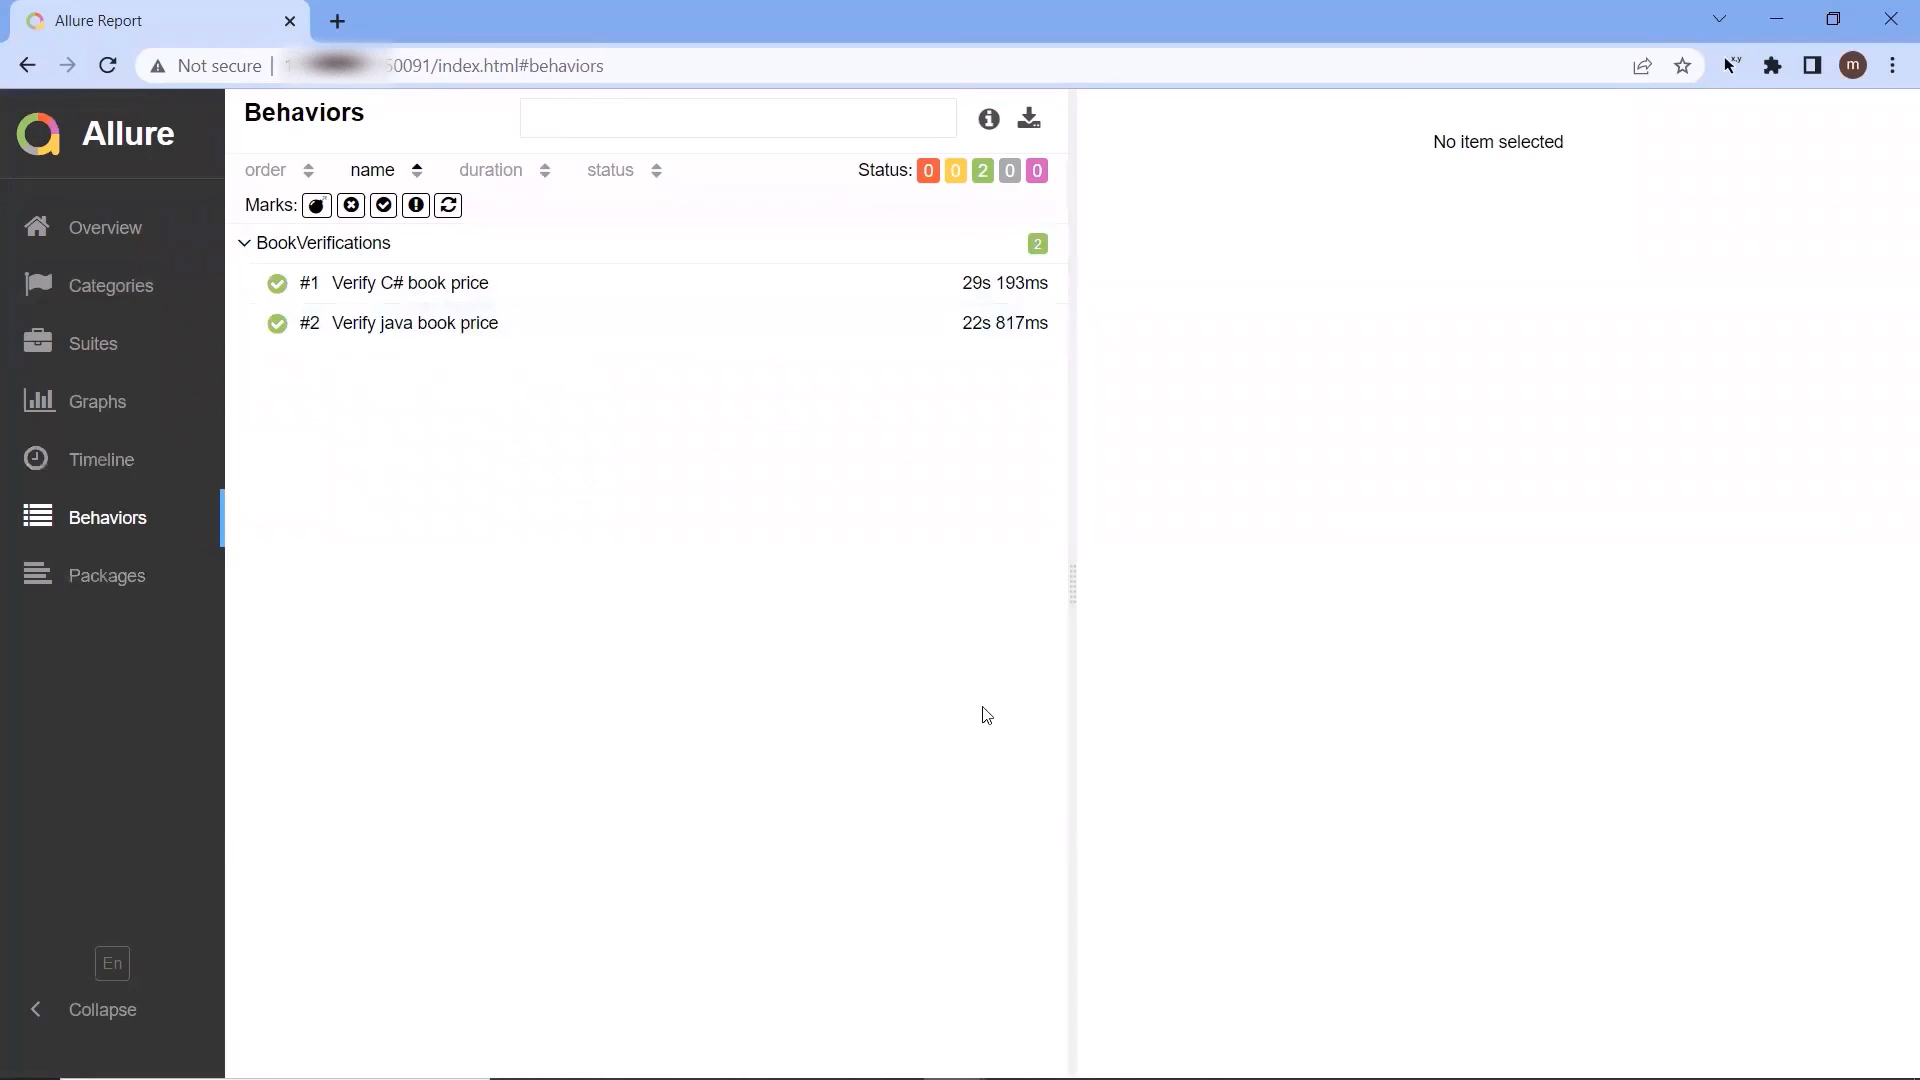 Allure Report
Not secure 50091/index.html#behaviors
m
Allure
Overview
Categories
Suites
Graphs
Timeline
Behaviors
Packages
En
Collapse
Behaviors
order name duration status Status: 0 0 2 0 0
Marks:
BookVerifications 2
#1 Verify C# book price 29s 193ms
#2 Verify java book price 22s 817ms
No item selected